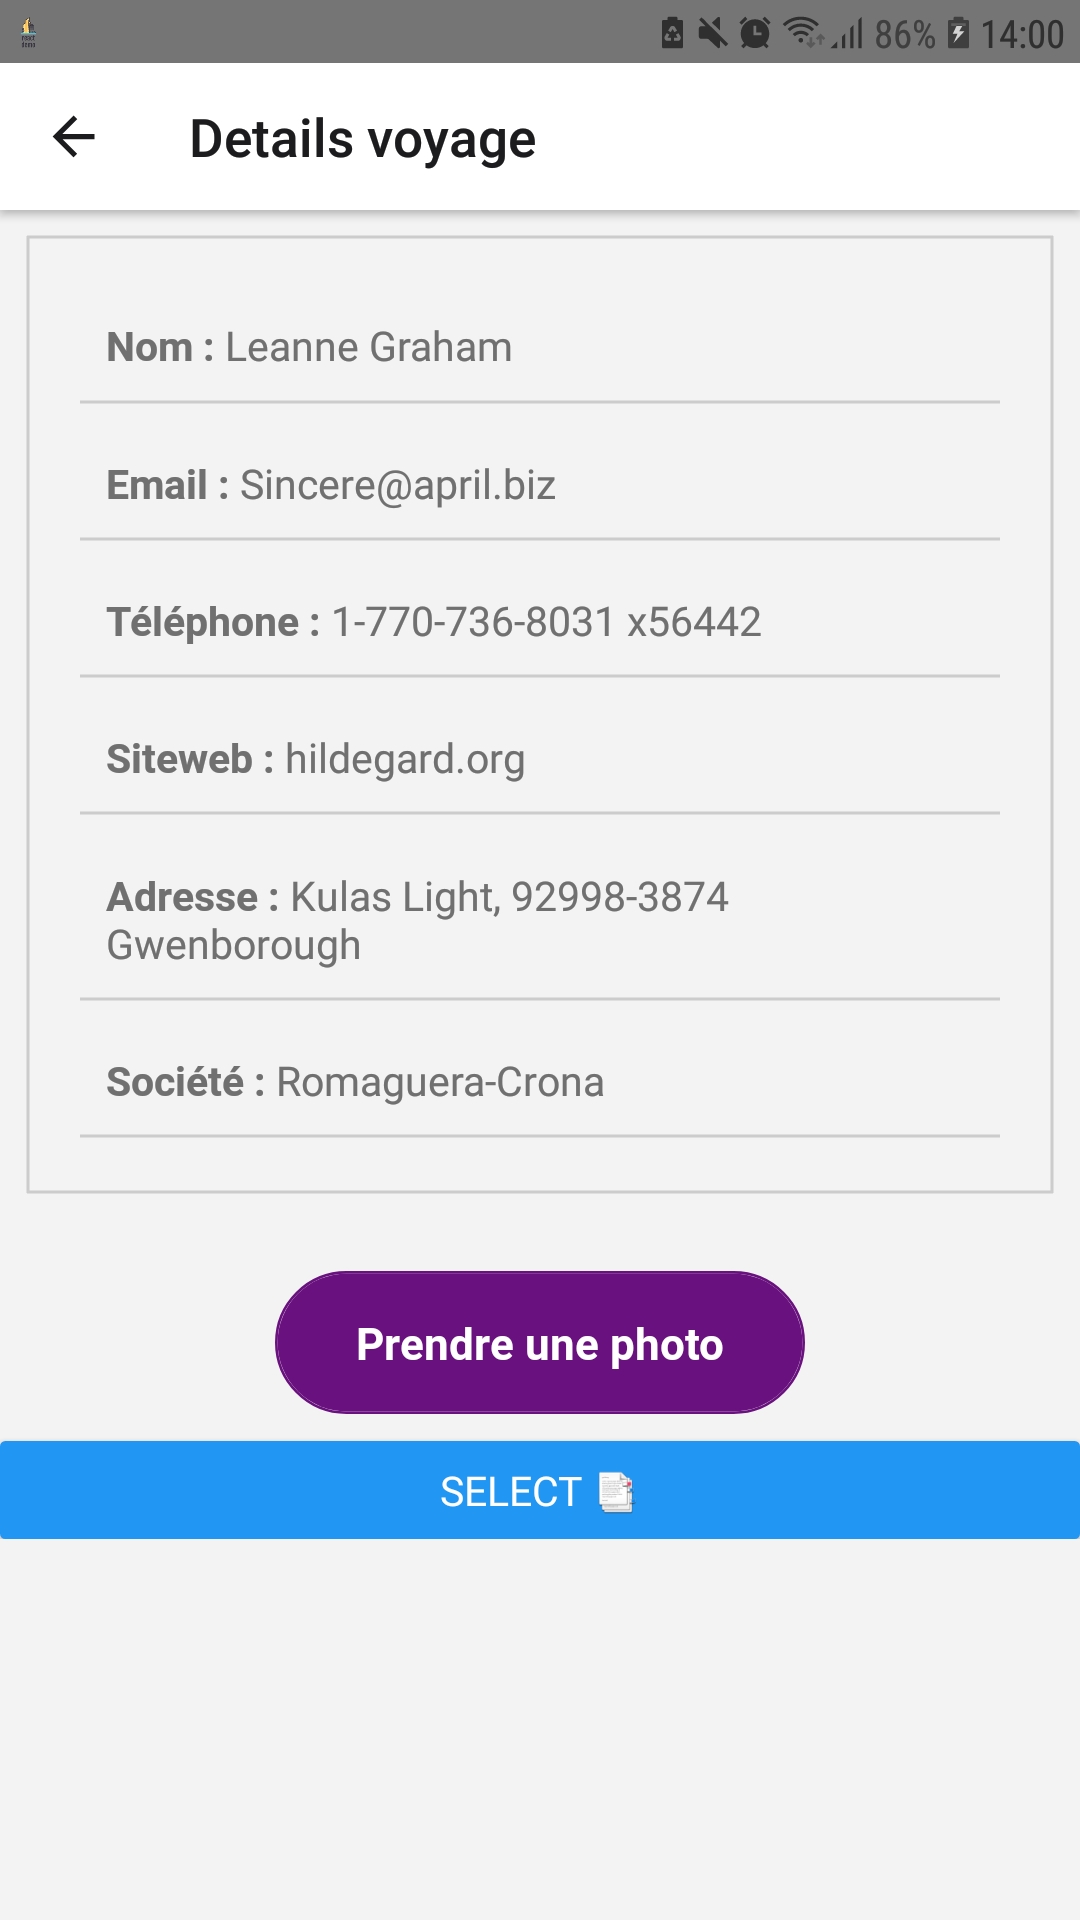 86% 14:00
Details voyage
Nom : Leanne Graham
Email : Sincere@april.biz
Téléphone : 1-770-736-8031 x56442
Siteweb : hildegard.org
Adresse : Kulas Light, 92998-3874
Gwenborough
Société : Romaguera-Crona
Prendre une photo
SELECT